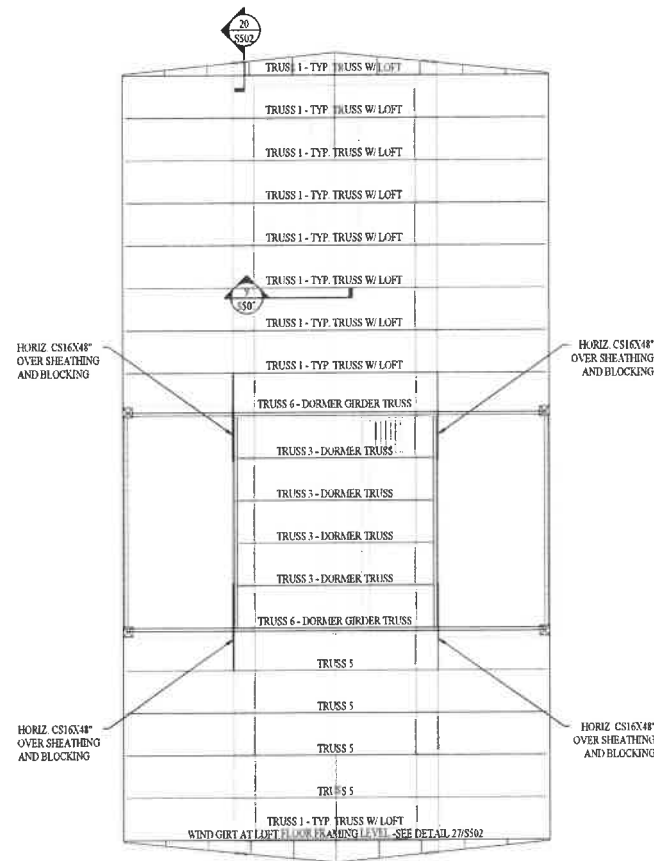 20
S502
TRUSS 1 - TYP. TRUSS W/ LOFT
TRUSS 1 - TYP. TRUSS W/ LOFT
TRUSS 1 - TYP. TRUSS W/ LOFT
TRUSS 1 - TYP. TRUSS W/ LOFT
TRUSS 1 - TYP. TRUSS W/ LOFT
TRUSS 1 - TYP. TRUSS W/ LOFT
TRUSS 1 - TYP. TRUSS W/ LOFT
TRUSS 1 - TYP. TRUSS W/ LOFT
HORIZ. CS16X48"
OVER SHEATHING
AND BLOCKING
HORIZ. CS16X48"
OVER SHEATHING
AND BLOCKING
TRUSS 6 - DORMER GIRDER TRUSS
TRUSS 3 - DORMER TRUSS
TRUSS 3 - DORMER TRUSS
TRUSS 3 - DORMER TRUSS
TRUSS 3 - DORMER TRUSS
TRUSS 6 - DORMER GIRDER TRUSS
TRUSS 5
TRUSS 5
TRUSS 5
TRUSS 5
HORIZ. CS16X48"
OVER SHEATHING
AND BLOCKING
HORIZ. CS16X48"
OVER SHEATHING
AND BLOCKING
TRUSS 1 - TYP. TRUSS W/ LOFT
WIND GIRT AT LOFT FLOOR FRAMING LEVEL -SEE DETAIL 27/S502